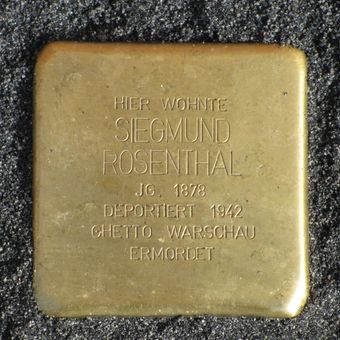 HIER WOHNTE
SIEGMUND
ROSENTHAL
JG. 1878
DEPORTIERT 1942
GHETTO WARSCHAU
ERMORDET